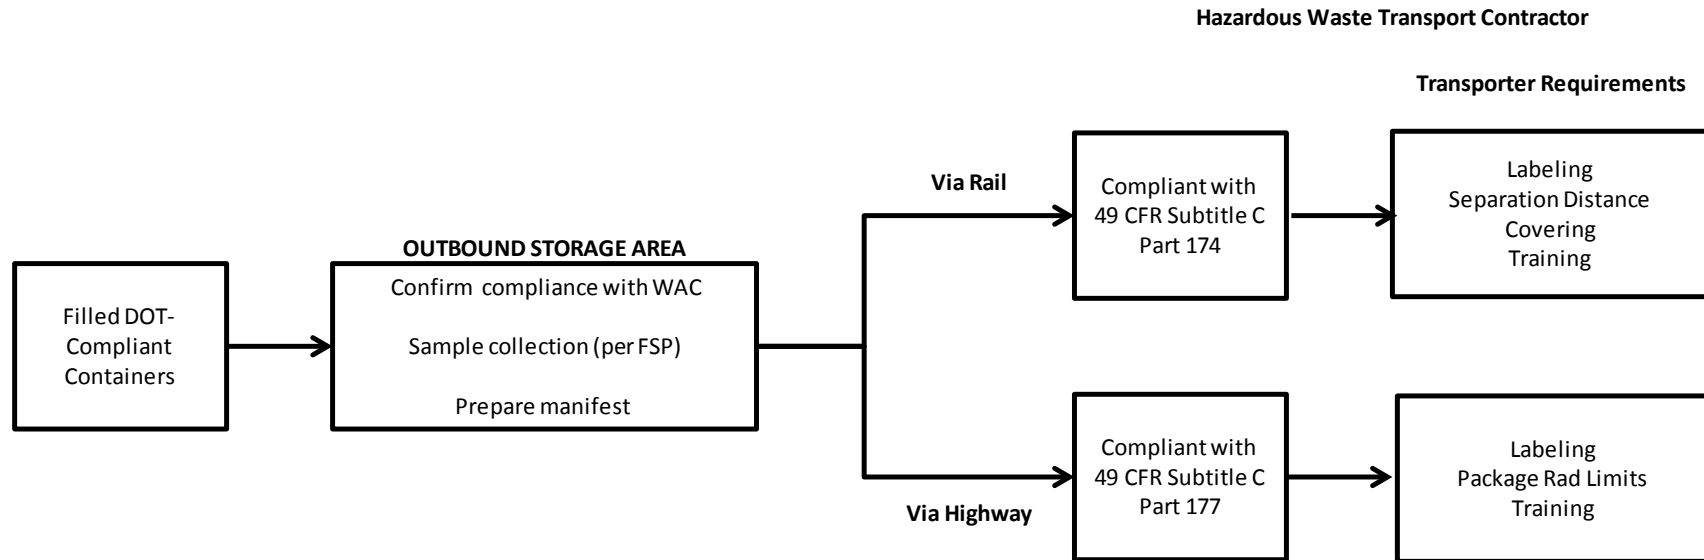 Hazardous Waste Transport Contractor
Transporter Requirements
Via Rail
Compliant with
49 CFR Subtitle C
Part 174
Labeling
Separation Distance
Covering
Training
OUTBOUND STORAGE AREA
Filled DOT-
Compliant
Containers
Confirm compliance with WAC
Sample collection (per FSP)
Prepare manifest
Via Highway
Compliant with
49 CFR Subtitle C
Part 177
Labeling
Package Rad Limits
Training